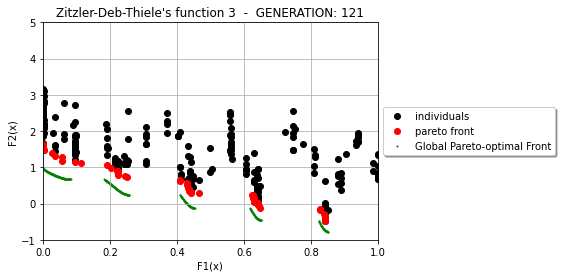 Zitzler-Deb-Thiele's function 3  -  GENERATION: 121
5
4
3
2
1
0
−1
F2(x)
0.0 0.2 0.4 0.6 0.8 1.0
F1(x)
individuals
pareto front
Global Pareto-optimal Front